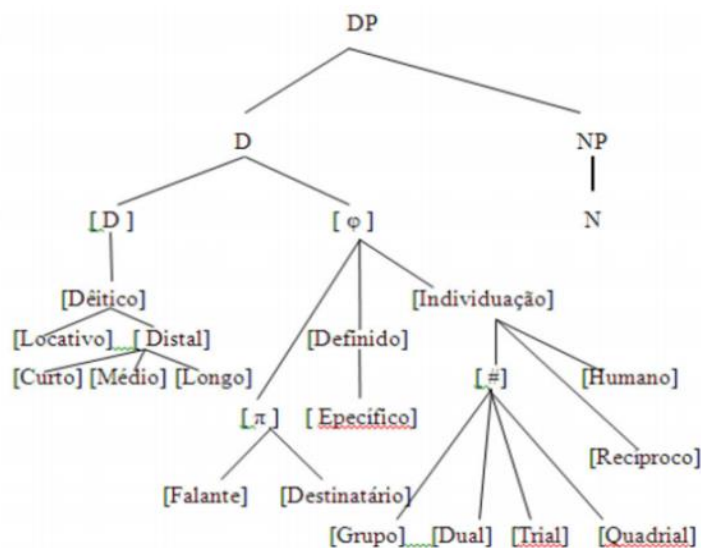 DP
D NP
[ D ] [ φ ] N
[Dêitico] [Individuação]
[Locativo] [ Distal] [Definido]
[Curto] [Médio] [Longo] [ #] [Humano]
[ π ] [ Epecífico]
[Recíproco]
[Falante] [Destinatário]
[Grupo] [Dual] [Trial] [Quadrial]